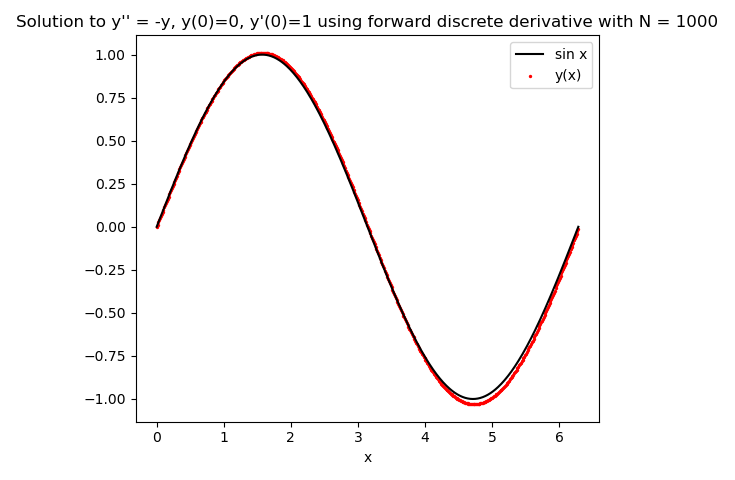 Solution to y'' = -y, y(0)=0, y'(0)=1 using forward discrete derivative with N = 1000
sin x
y(x)
1.00
0.75
0.50
0.25
0.00
−0.25
−0.50
−0.75
−1.00
0 1 2 3 4 5 6
x